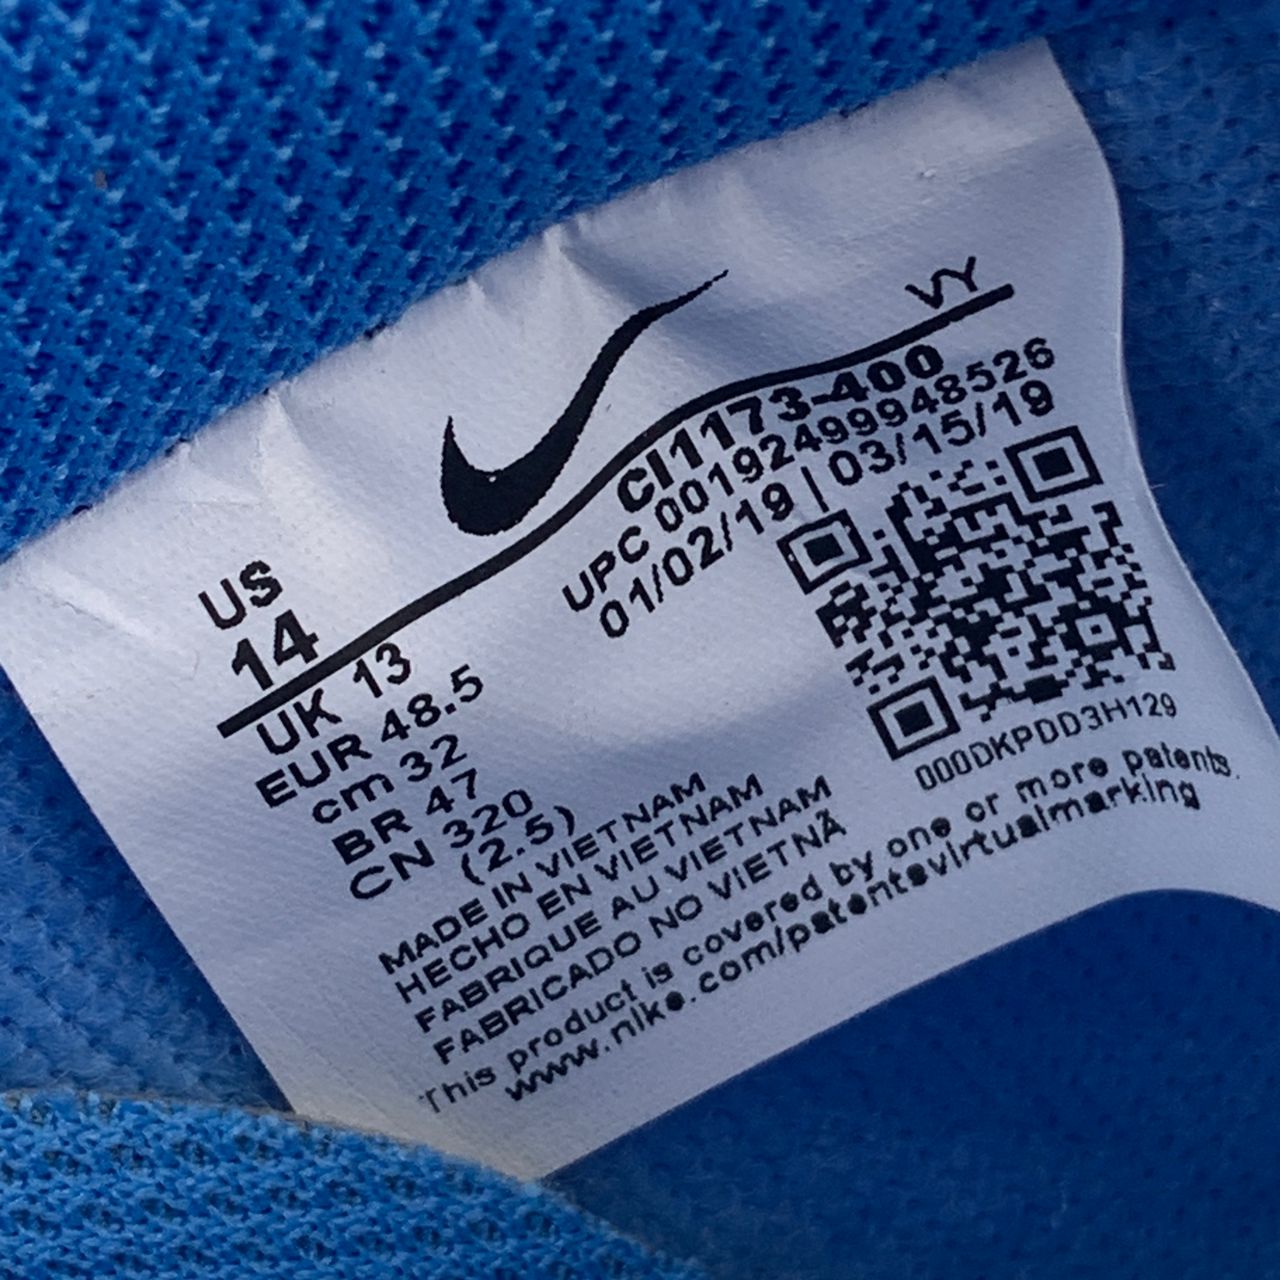 VY
US
14
CI1173-400
UPC 00192499948526
01/02/19 | 03/15/19
UK 13
EUR 48.5
cm 32
BR 47
CN 320
(2.5)
000DKPDD3H129
MADE IN VIETNAM
HECHO EN VIETNAM
FABRIQUE AU VIETNAM
FABRICADO NO VIETNÃ
This product is covered by one or more patents.
www.nike.com/patentsvirtualmarking